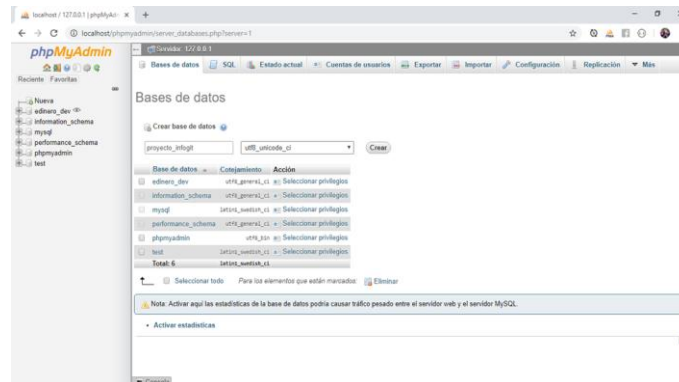 localhost / 127.0.0.1 | phpMyAd
localhost/phpmyadmin/server_databases.php?server=1
phpMyAdmin
Reciente Favoritas
Nueva
edinero_dev
information_schema
mysql
performance_schema
phpmyadmin
test
Servidor: 127.0.0.1
Bases de datos SQL Estado actual Cuentas de usuarios Exportar Importar Configuración Replicación Más
Bases de datos
Crear base de datos
proyecto_infogit utf8_unicode_ci Crear
Base de datos Cotejamiento Acción
edinero_dev utf8_general_ci Seleccionar privilegios
information_schema utf8_general_ci Seleccionar privilegios
mysql latin1_swedish_ci Seleccionar privilegios
performance_schema utf8_general_ci Seleccionar privilegios
phpmyadmin utf8_bin Seleccionar privilegios
test latin1_swedish_ci Seleccionar privilegios
Total: 6 latin1_swedish_ci
Seleccionar todo Para los elementos que están marcados: Eliminar
Nota: Activar aquí las estadísticas de la base de datos podría causar tráfico pesado entre el servidor web y el servidor MySQL.
Activar estadísticas
Consola